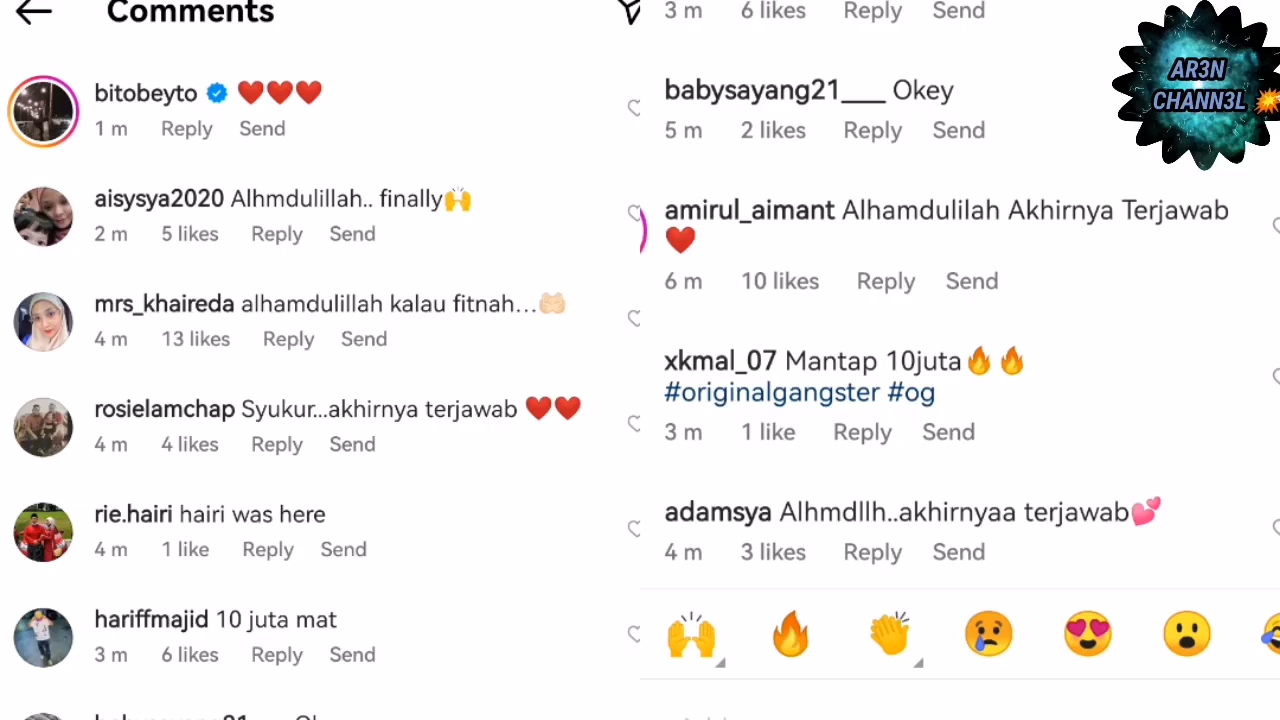 Comments
bitobeyto ❤️❤️❤️
1 m Reply Send
aisysya2020 Alhmdulillah.. finally🙌
2 m 5 likes Reply Send
mrs_khaireda alhamdulillah kalau fitnah...🤲🏻
4 m 13 likes Reply Send
rosielamchap Syukur...akhirnya terjawab ❤️❤️
4 m 4 likes Reply Send
rie.hairi hairi was here
4 m 1 like Reply Send
hariffmajid 10 juta mat
3 m 6 likes Reply Send
3 m 6 likes Reply Send
babysayang21___ Okey
5 m 2 likes Reply Send
amirul_aimant Alhamdulilah Akhirnya Terjawab
❤️
6 m 10 likes Reply Send
xkmal_07 Mantap 10juta🔥🔥
#originalgangster #og
3 m 1 like Reply Send
adamsya Alhmdllh..akhirnyaa terjawab💕
4 m 3 likes Reply Send
AR3N
CHANN3L